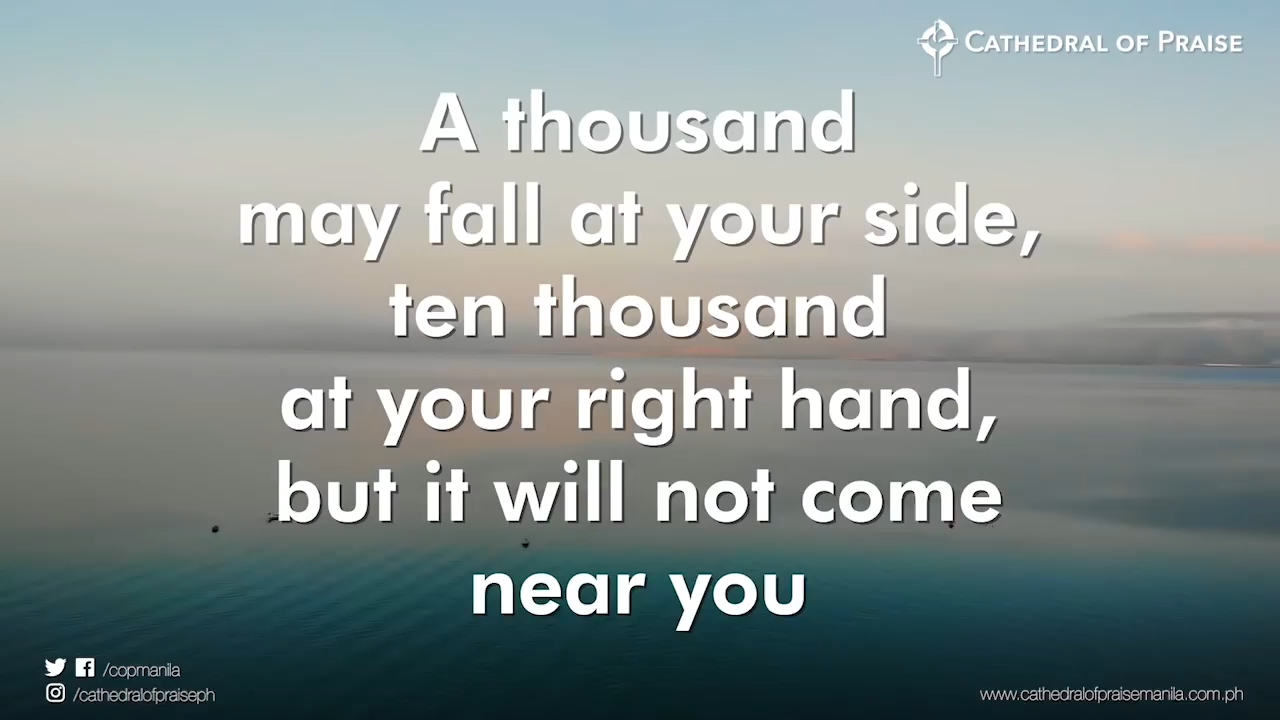 CATHEDRAL OF PRAISE
A thousand
may fall at your side,
ten thousand
at your right hand,
but it will not come
near you
/copmanila
/cathedralofpraiseph
www.cathedralofpraisemanila.com.ph